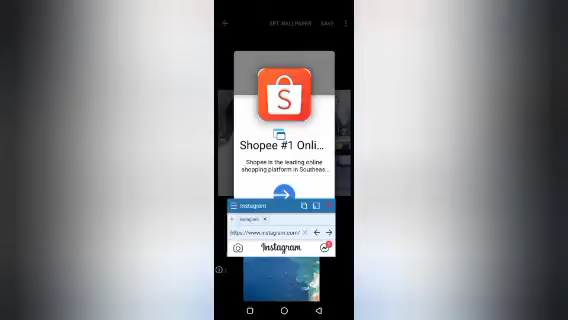 SET WALLPAPER SAVE
S
Shopee #1 Onli...
Shopee is the leading online
shopping platform in Southeas...
instagram
instagram
https://www.instagram.com/
Instagram